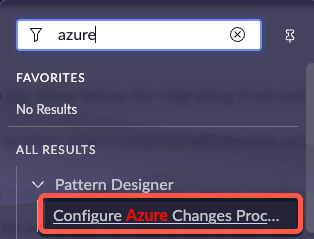 azure
FAVORITES
No Results
ALL RESULTS
Pattern Designer
Configure Azure Changes Proc...